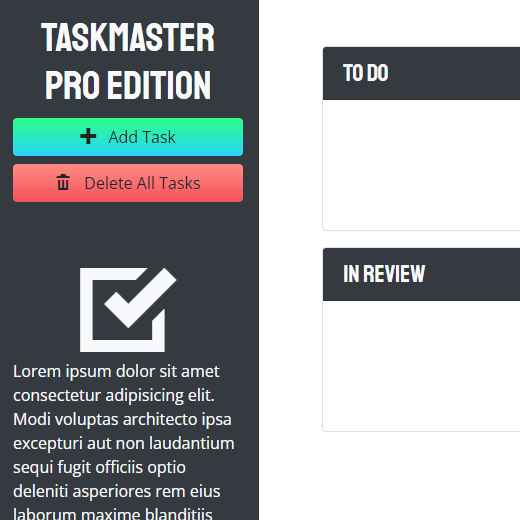 TASKMASTER
PRO EDITION
Add Task
Delete All Tasks
Lorem ipsum dolor sit amet
consectetur adipisicing elit.
Modi voluptas architecto ipsa
excepturi aut non laudantium
sequi fugit officiis optio
deleniti asperiores rem eius
laborum maxime blanditiis
TO DO
IN REVIEW